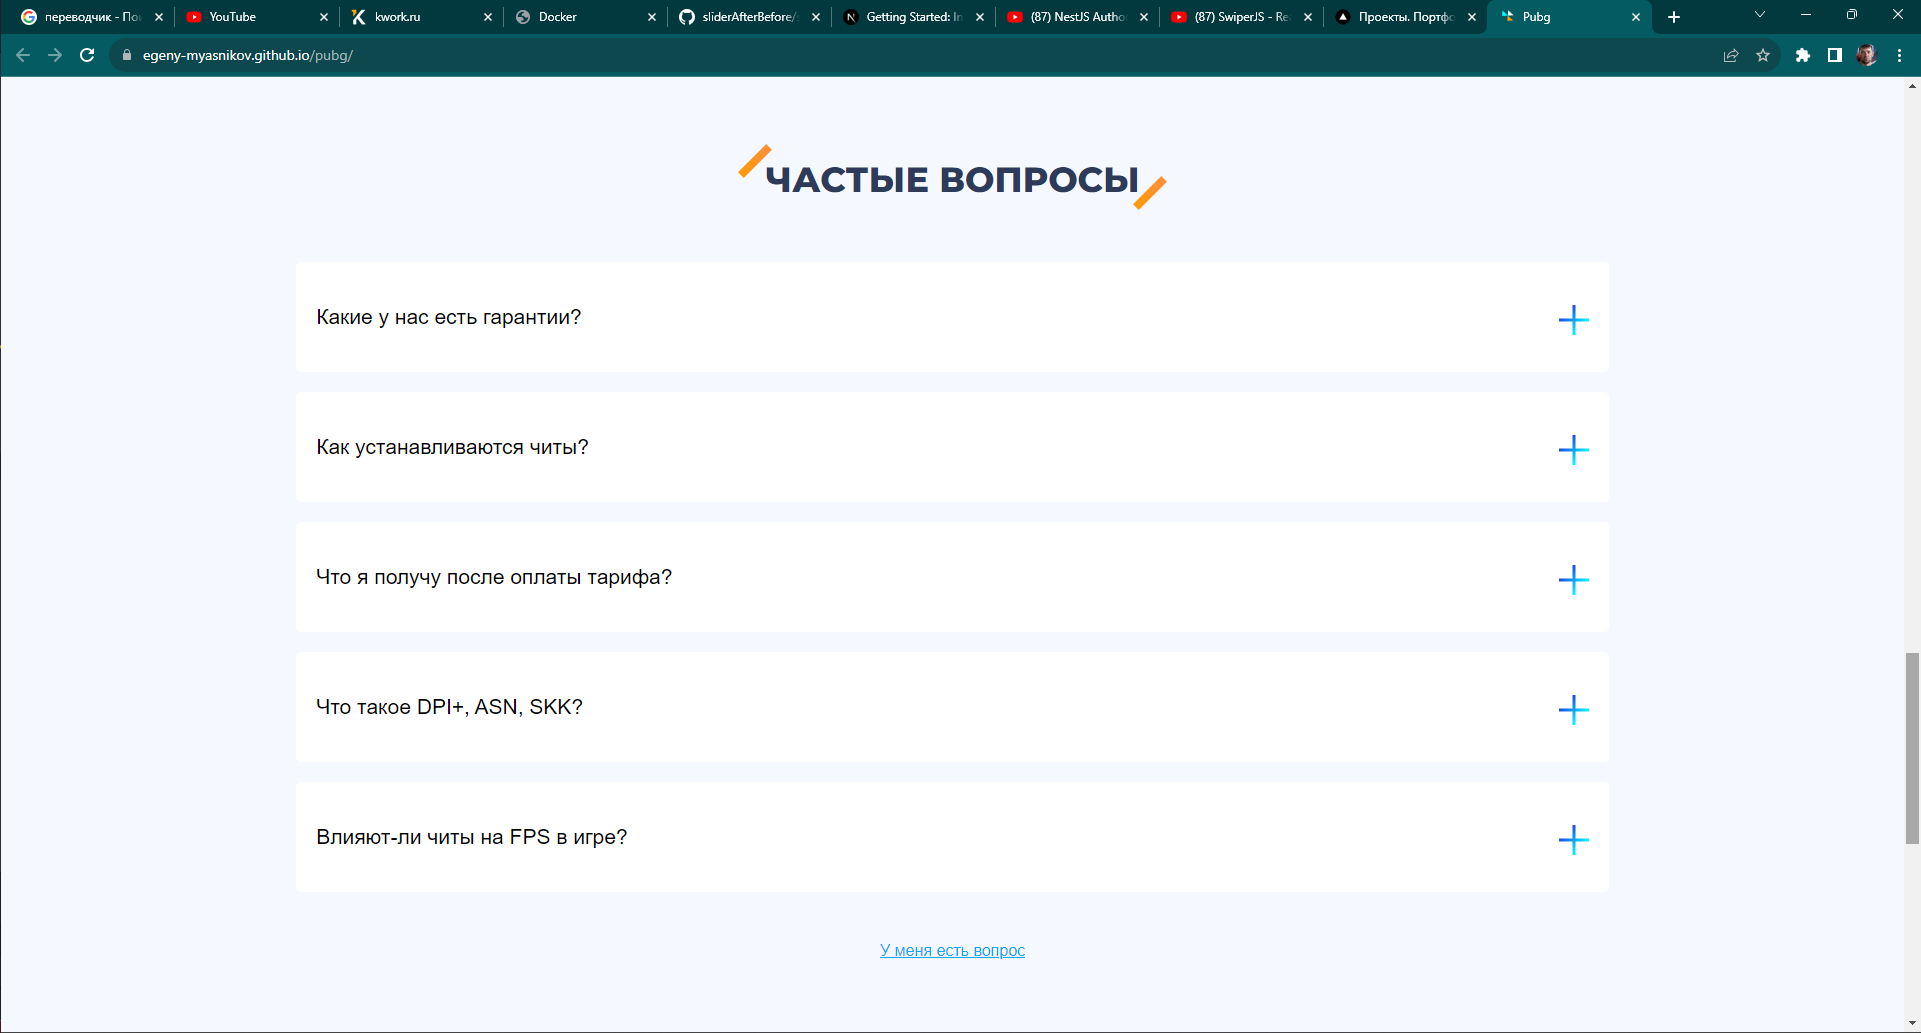 переводчик - По
YouTube
kwork.ru
Docker
sliderAfterBefore/
Getting Started: In
(87) NestJS Autho
(87) SwiperJS - Re
Проекты. Портфо
Pubg
egeny-myasnikov.github.io/pubg/
ЧАСТЫЕ ВОПРОСЫ
Какие у нас есть гарантии?
Как устанавливаются читы?
Что я получу после оплаты тарифа?
Что такое DPI+, ASN, SKK?
Влияют-ли читы на FPS в игре?
У меня есть вопрос